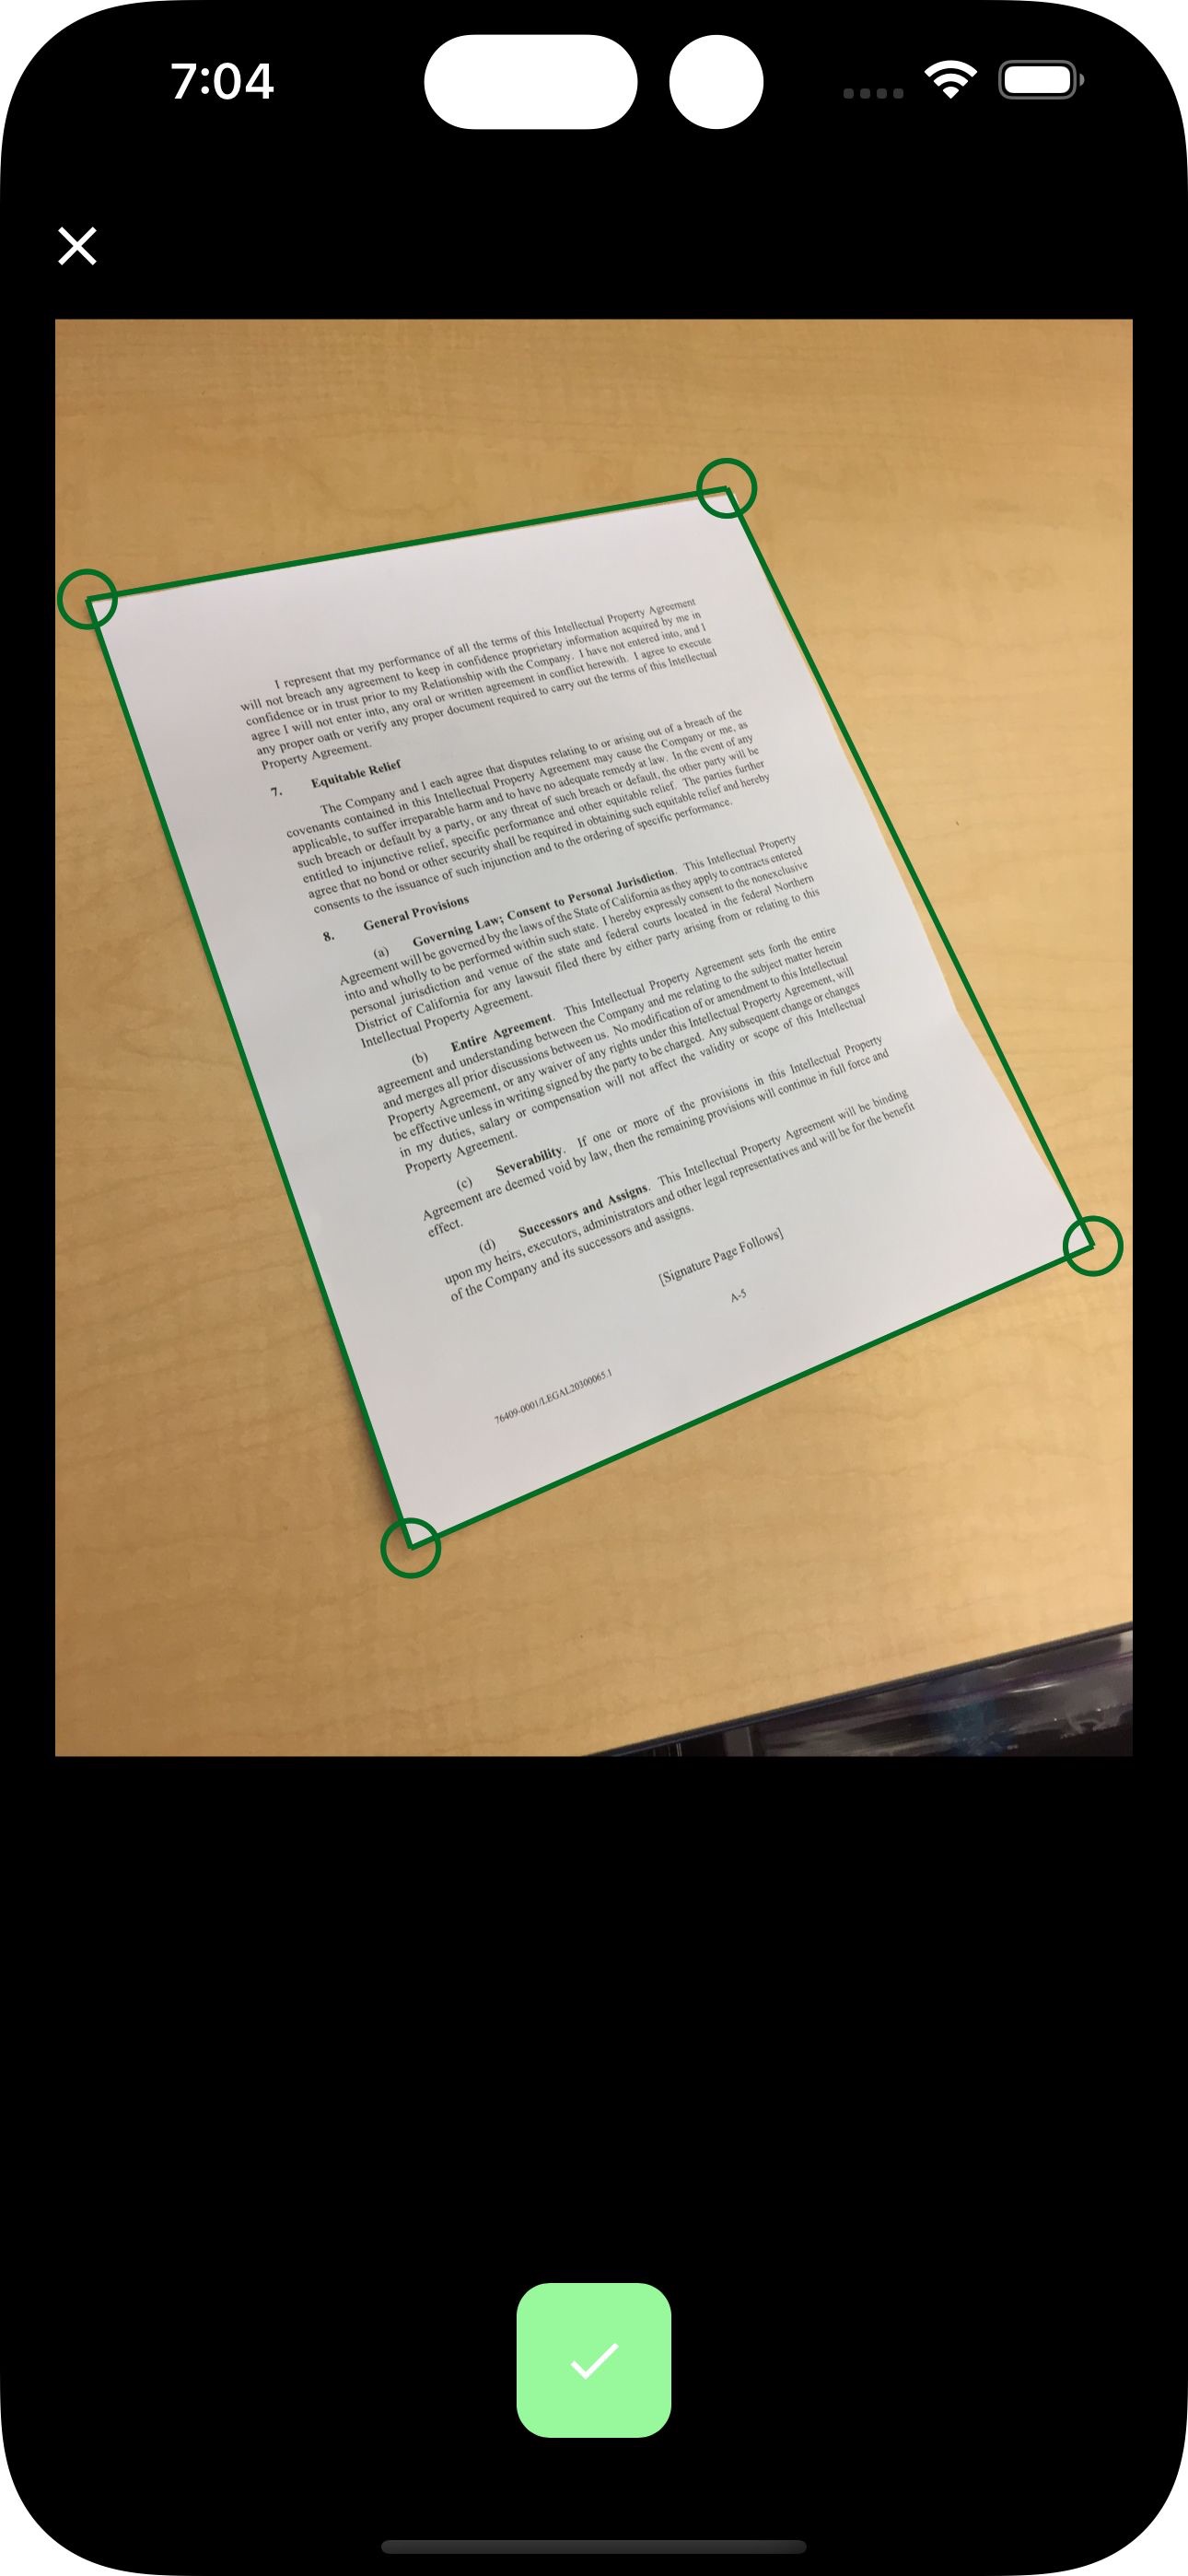 7:04
I represent that my performance of all the terms of this Intellectual Property Agreement
will not breach any agreement to keep in confidence proprietary information acquired by me in
confidence or in trust prior to my Relationship with the Company. I have not entered into, and I
agree I will not enter into, any oral or written agreement in conflict herewith. I agree to execute
any proper oath or verify any proper document required to carry out the terms of this Intellectual
Property Agreement.
7. Equitable Relief
The Company and I each agree that disputes relating to or arising out of a breach of the
covenants contained in this Intellectual Property Agreement may cause the Company or me, as
applicable, to suffer irreparable harm and to have no adequate remedy at law. In the event of any
such breach or default by a party, or any threat of such breach or default, the other party will be
entitled to injunctive relief, specific performance and other equitable relief. The parties further
agree that no bond or other security shall be required in obtaining such equitable relief and hereby
consents to the issuance of such injunction and to the ordering of specific performance.
8. General Provisions
(a) Governing Law; Consent to Personal Jurisdiction. This Intellectual Property
Agreement will be governed by the laws of the State of California as they apply to contracts entered
into and wholly to be performed within such state. I hereby expressly consent to the nonexclusive
personal jurisdiction and venue of the state and federal courts located in the federal Northern
District of California for any lawsuit filed there by either party arising from or relating to this
Intellectual Property Agreement.
(b) Entire Agreement. This Intellectual Property Agreement sets forth the entire
agreement and understanding between the Company and me relating to the subject matter herein
and merges all prior discussions between us. No modification of or amendment to this Intellectual
Property Agreement, or any waiver of any rights under this Intellectual Property Agreement, will
be effective unless in writing signed by the party to be charged. Any subsequent change or changes
in my duties, salary or compensation will not affect the validity or scope of this Intellectual
Property Agreement.
(c) Severability. If one or more of the provisions in this Intellectual Property
Agreement are deemed void by law, then the remaining provisions will continue in full force and
effect.
(d) Successors and Assigns. This Intellectual Property Agreement will be binding
upon my heirs, executors, administrators and other legal representatives and will be for the benefit
of the Company and its successors and assigns.
[Signature Page Follows]
A-5
76409-0001/LEGAL20300065.1